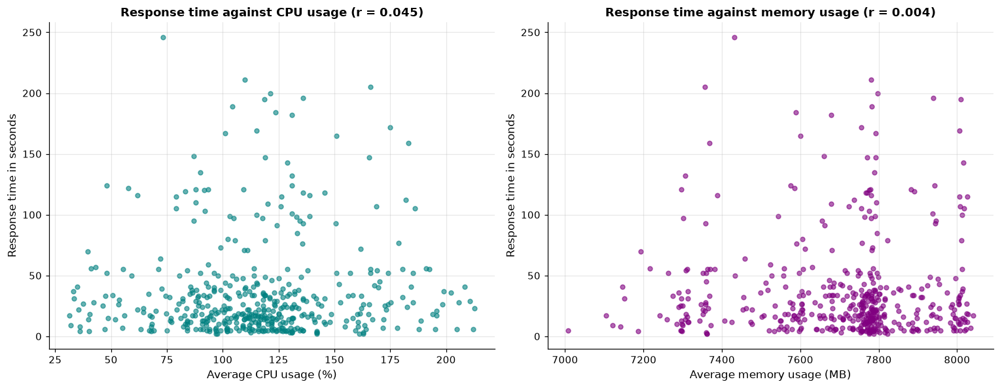 Response time against CPU usage (r = 0.045)
Response time in seconds
250
200
150
100
50
0
25 50 75 100 125 150 175 200
Average CPU usage (%)
Response time against memory usage (r = 0.004)
Response time in seconds
250
200
150
100
50
0
7000 7200 7400 7600 7800 8000
Average memory usage (MB)